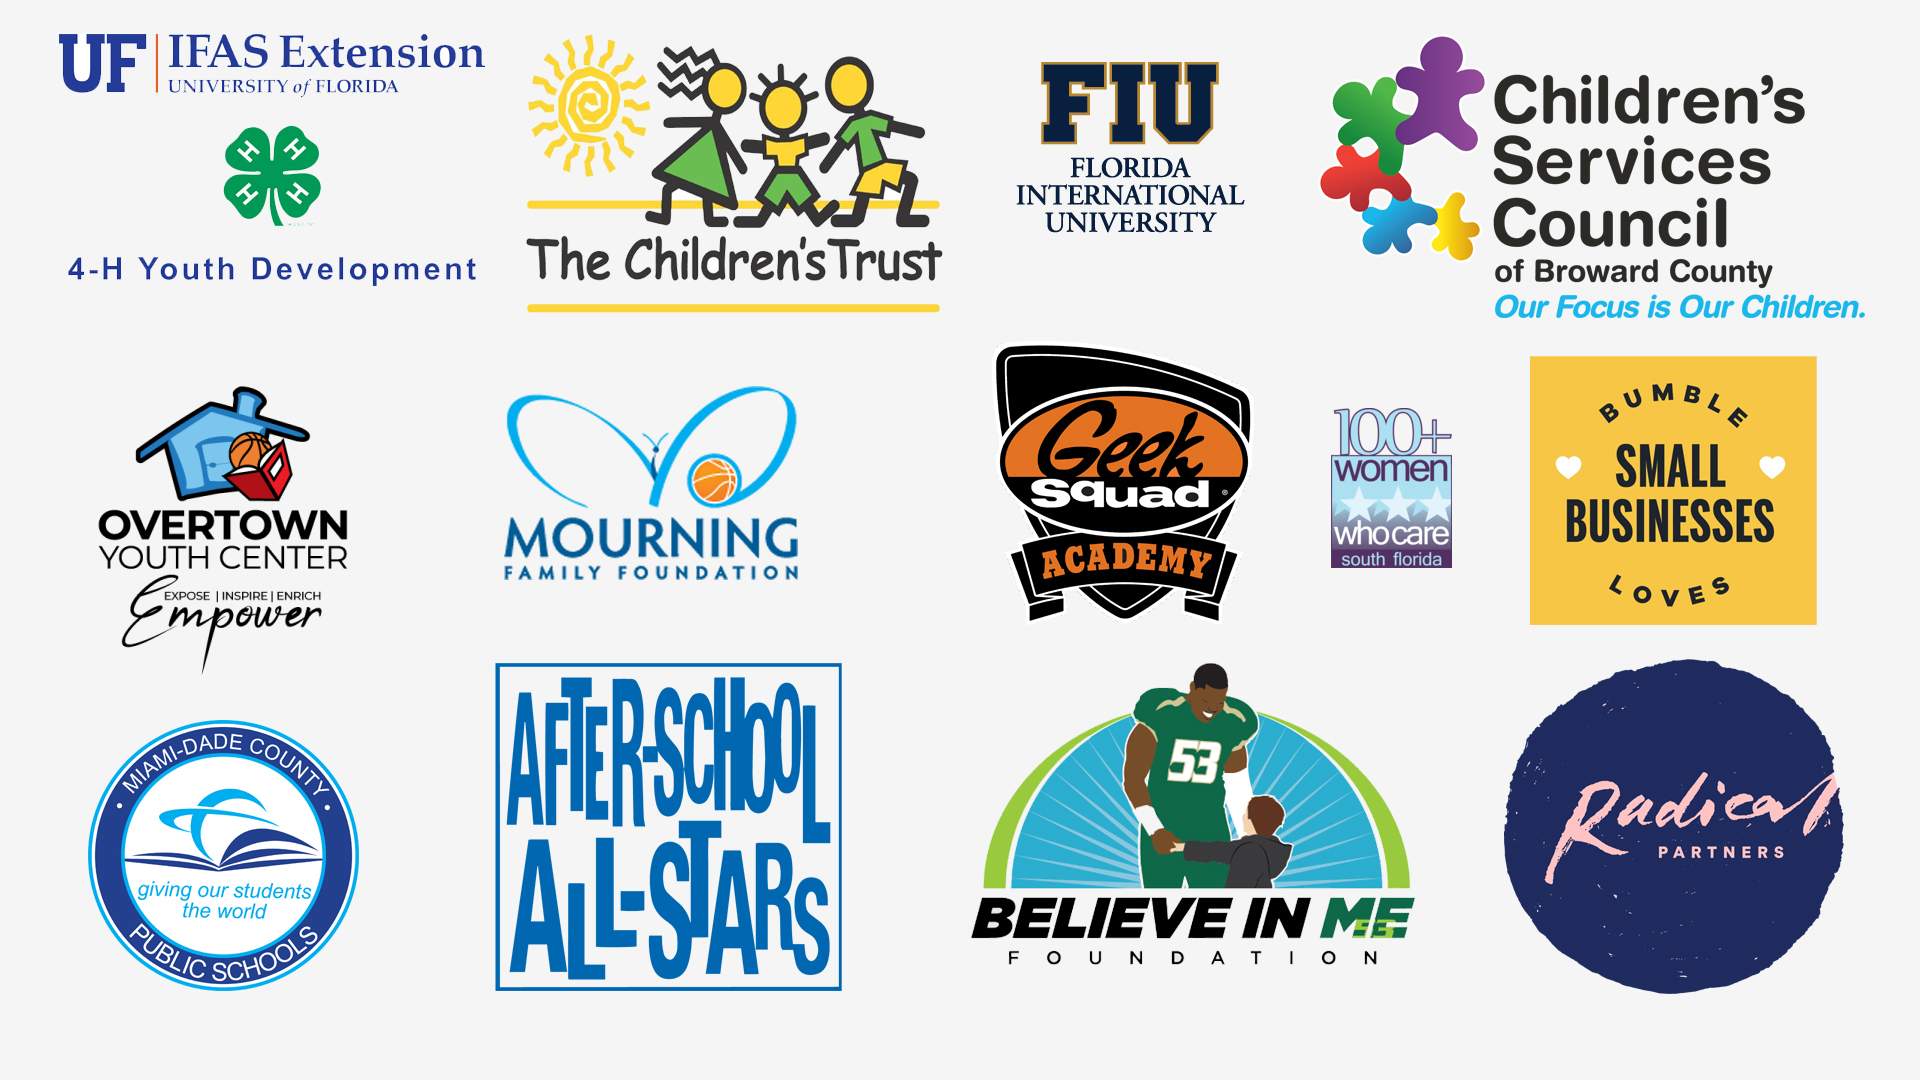 UF IFAS Extension
UNIVERSITY of FLORIDA
H H
H H
4-H Youth Development
The Children'sTrust
FIU
FLORIDA
INTERNATIONAL
UNIVERSITY
Children's
Services
Council
of Broward County
Our Focus is Our Children.
OVERTOWN
YOUTH CENTER
EXPOSE | INSPIRE | ENRICH
Empower
MOURNING
FAMILY FOUNDATION
Geek
Squad
ACADEMY
100+
women
who care
south florida
BUMBLE
SMALL
BUSINESSES
LOVES
MIAMI-DADE COUNTY
giving our students
the world
PUBLIC SCHOOLS
AFTER-SCHOOL
ALL-STARS
53
BELIEVE IN ME
53
FOUNDATION
Radical
PARTNERS